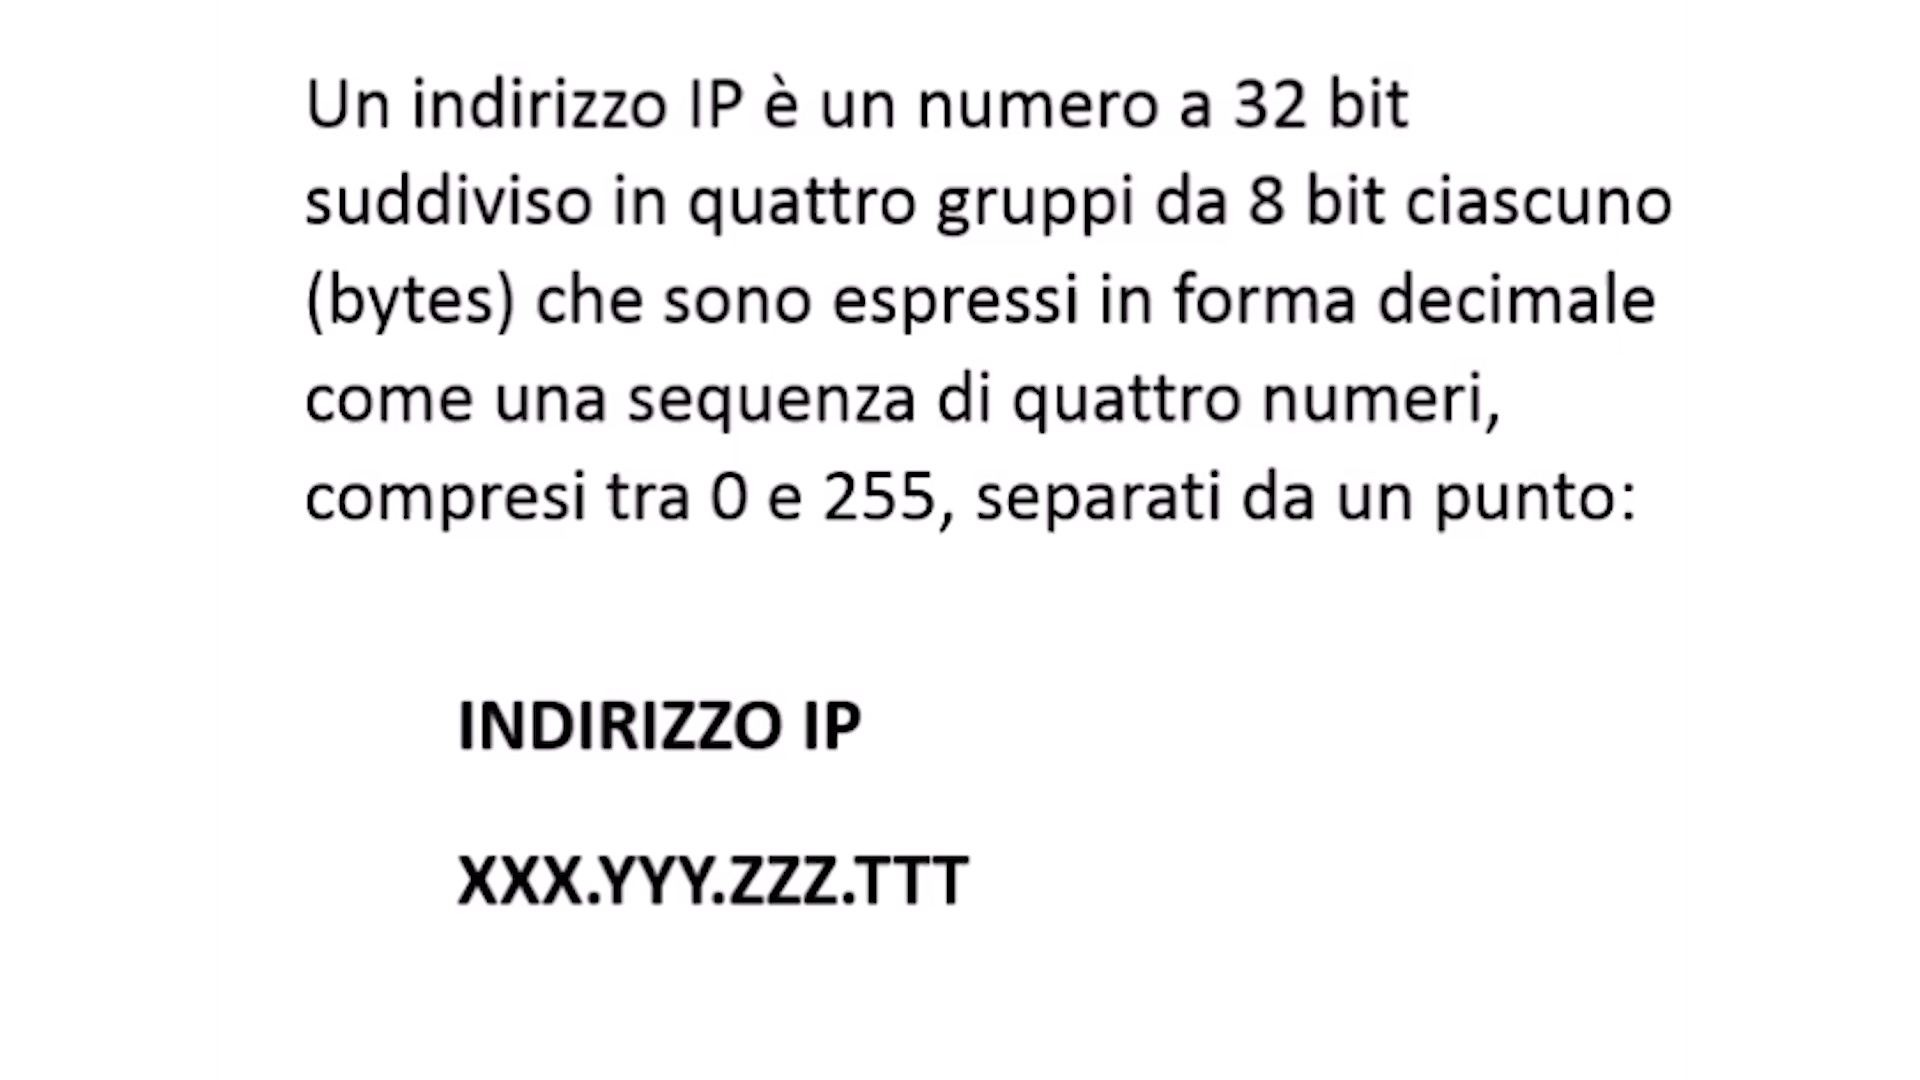 Un indirizzo IP è un numero a 32 bit
suddiviso in quattro gruppi da 8 bit ciascuno
(bytes) che sono espressi in forma decimale
come una sequenza di quattro numeri,
compresi tra 0 e 255, separati da un punto:
INDIRIZZO IP
XXX.YYY.ZZZ.TTT